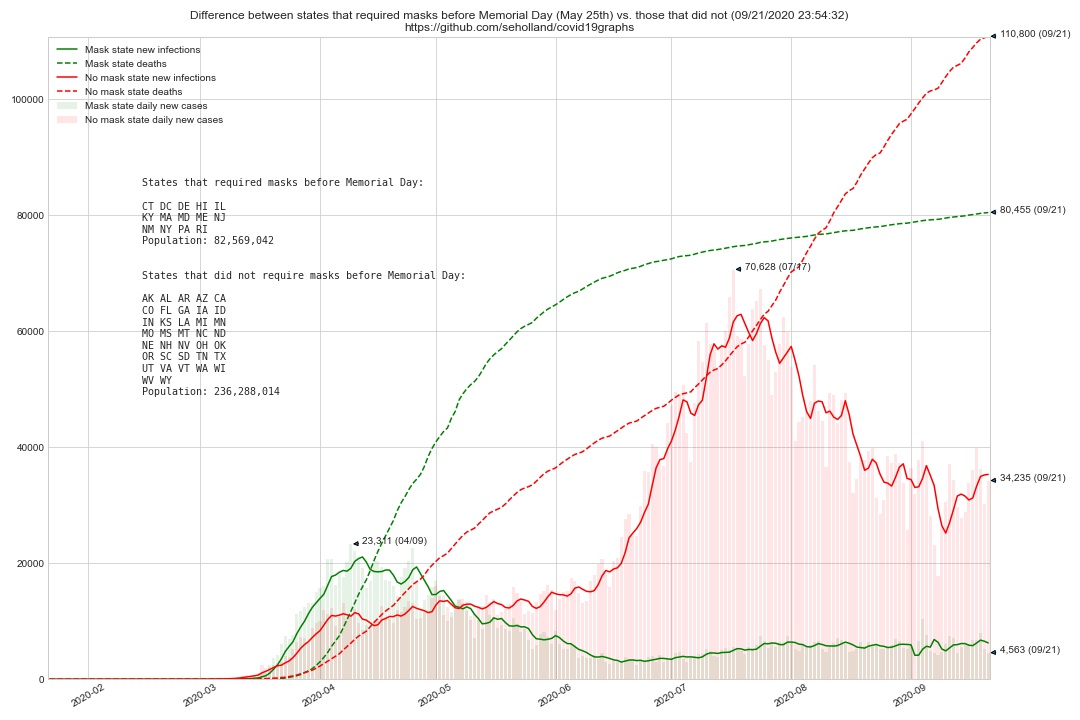 Difference between states that required masks before Memorial Day (May 25th) vs. those that did not (09/21/2020 23:54:32)
https://github.com/seholland/covid19graphs
Mask state new infections
Mask state deaths
No mask state new infections
No mask state deaths
Mask state daily new cases
No mask state daily new cases
States that required masks before Memorial Day:
CT DC DE HI IL
KY MA MD ME NJ
NM NY PA RI
Population: 82,569,042
States that did not require masks before Memorial Day:
AK AL AR AZ CA
CO FL GA IA ID
IN KS LA MI MN
MO MS MT NC ND
NE NH NV OH OK
OR SC SD TN TX
UT VA VT WA WI
WV WY
Population: 236,288,014
110,800 (09/21)
80,455 (09/21)
70,628 (07/17)
34,235 (09/21)
23,311 (04/09)
4,563 (09/21)
100000
80000
60000
40000
20000
0
2020-02
2020-03
2020-04
2020-05
2020-06
2020-07
2020-08
2020-09